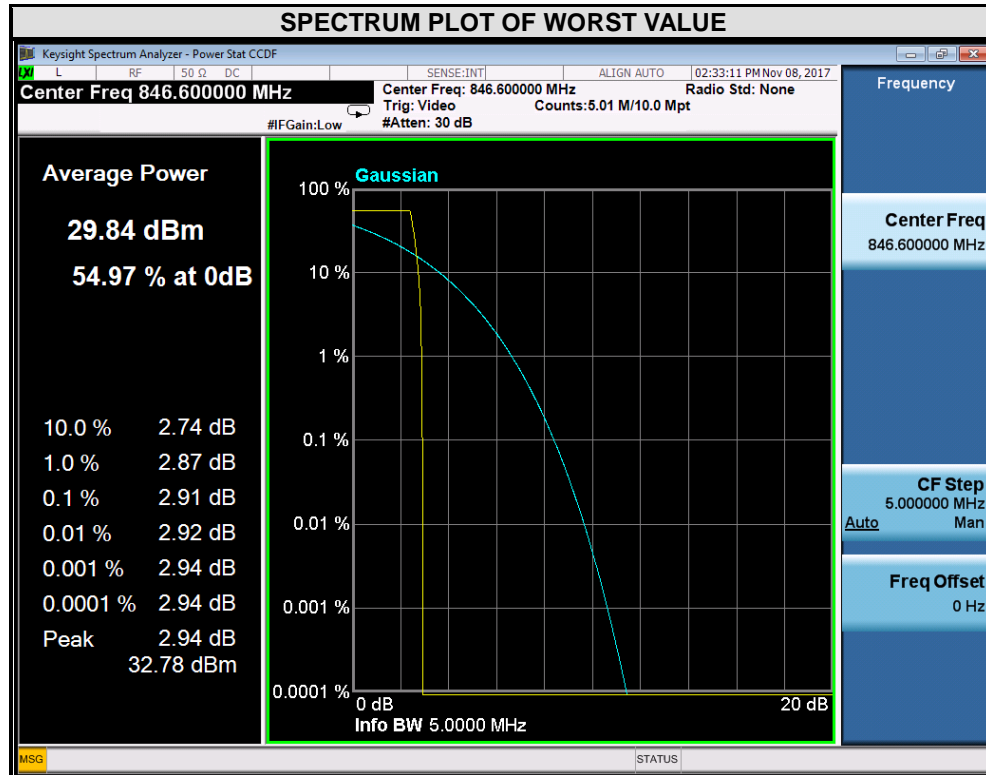 SPECTRUM PLOT OF WORST VALUE
Keysight Spectrum Analyzer - Power Stat CCDF
LXI L RF 50 Ω DC SENSE:INT ALIGN AUTO 02:33:11 PM Nov 08, 2017
Center Freq 846.600000 MHz
#IFGain:Low
Center Freq: 846.600000 MHz Radio Std: None
Trig: Video Counts:5.01 M/10.0 Mpt
#Atten: 30 dB
Average Power
29.84 dBm
54.97 % at 0dB
10.0 % 2.74 dB
1.0 % 2.87 dB
0.1 % 2.91 dB
0.01 % 2.92 dB
0.001 % 2.94 dB
0.0001 % 2.94 dB
Peak 2.94 dB
32.78 dBm
Gaussian
100 %
10 %
1 %
0.1 %
0.01 %
0.001 %
0.0001 %
0 dB 20 dB
Info BW 5.0000 MHz
Frequency
Center Freq
846.600000 MHz
CF Step
5.000000 MHz
Auto Man
Freq Offset
0 Hz
MSG STATUS